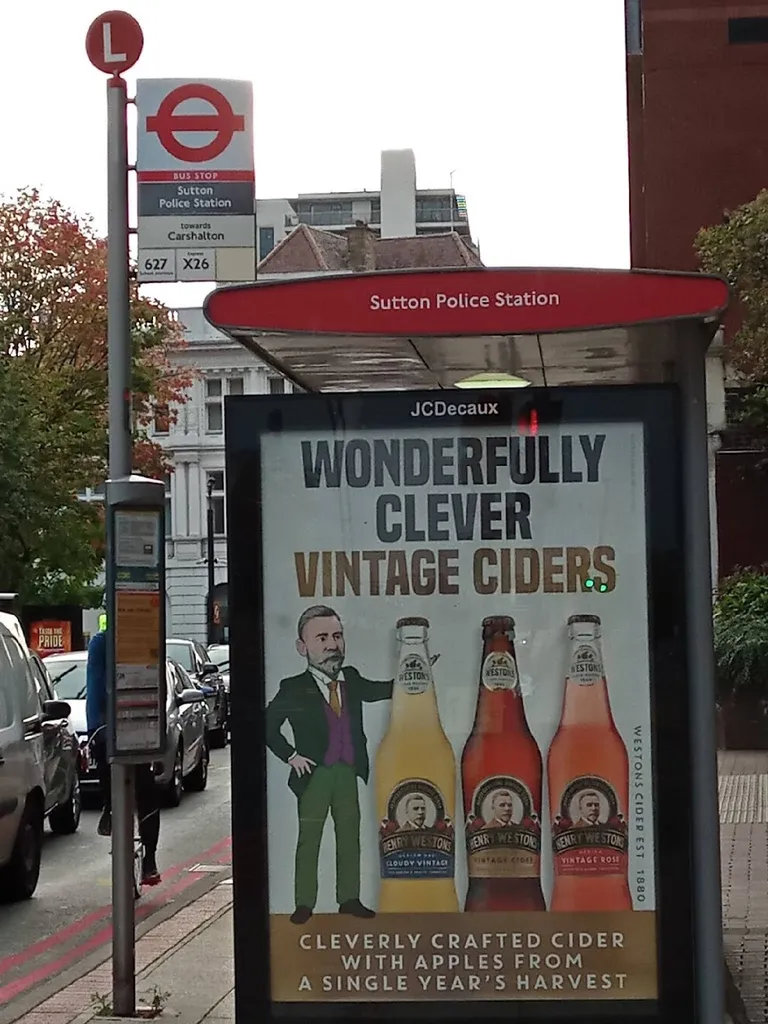 L
BUS STOP
Sutton
Police Station
towards
Carshalton
627
X26
Sutton Police Station
JCDecaux
WONDERFULLY
CLEVER
VINTAGE CIDERS
WESTONS
WESTONS
WESTONS
HENRY WESTONS
CLOUDY VINTAGE
HENRY WESTONS
VINTAGE CIDER
HENRY WESTONS
VINTAGE ROSÉ
WESTONS CIDER EST. 1880
CLEVERLY CRAFTED CIDER
WITH APPLES FROM
A SINGLE YEAR'S HARVEST
PRIDE